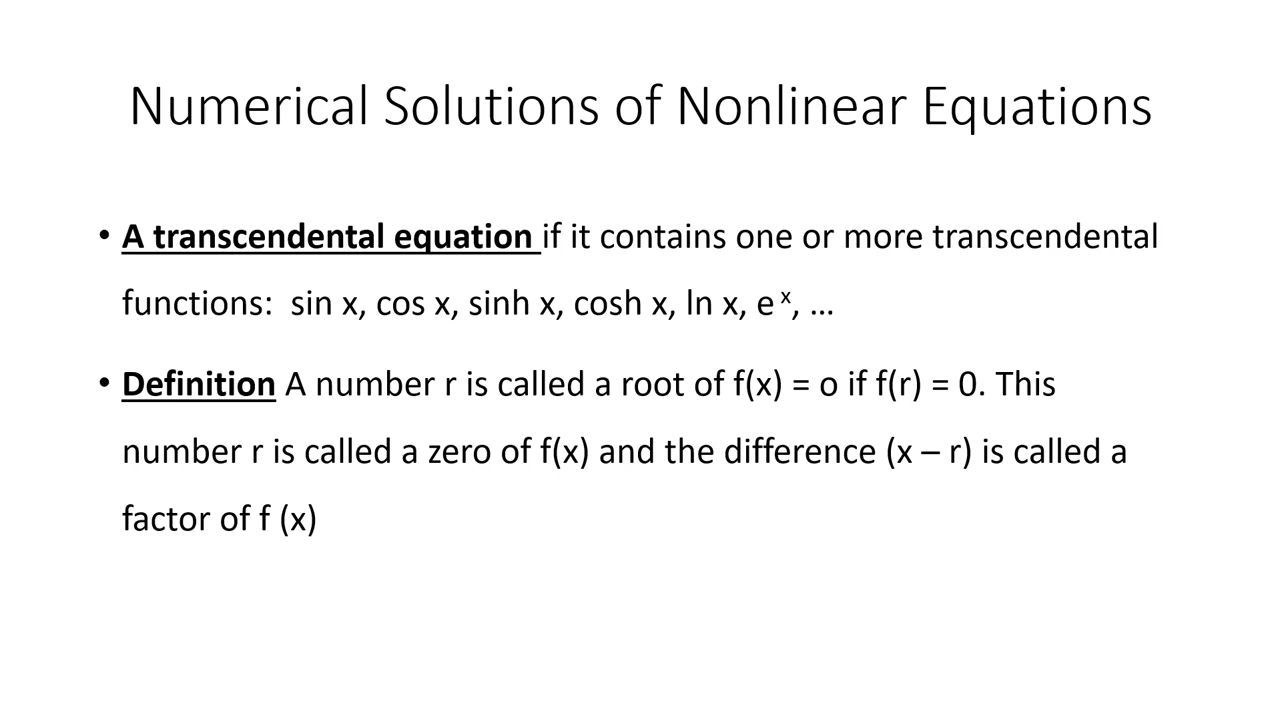 Numerical Solutions of Nonlinear Equations
• A transcendental equation if it contains one or more transcendental
functions: sin x, cos x, sinh x, cosh x, ln x, e x, …
• Definition A number r is called a root of f(x) = o if f(r) = 0. This
number r is called a zero of f(x) and the difference (x – r) is called a
factor of f (x)